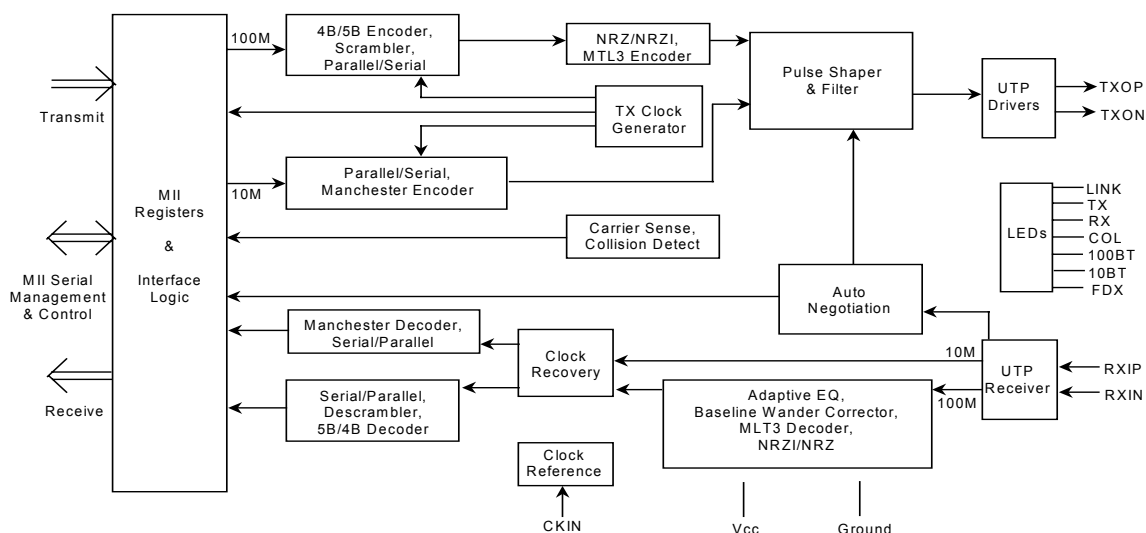 100M
4B/5B Encoder,
Scrambler,
Parallel/Serial
NRZ/NRZI,
MTL3 Encoder
Pulse Shaper
& Filter
UTP
Drivers
TXOP
TXON
Transmit
TX Clock
Generator
10M
Parallel/Serial,
Manchester Encoder
MII
Registers
&
Interface
Logic
Carrier Sense,
Collision Detect
LEDs
LINK
TX
RX
COL
100BT
10BT
FDX
MII Serial
Management
& Control
Auto
Negotiation
Manchester Decoder,
Serial/Parallel
Clock
Recovery
10M
100M
UTP
Receiver
RXIP
RXIN
Receive
Serial/Parallel,
Descrambler,
5B/4B Decoder
Adaptive EQ,
Baseline Wander Corrector,
MLT3 Decoder,
NRZI/NRZ
Clock
Reference
CKIN
Vcc
Ground